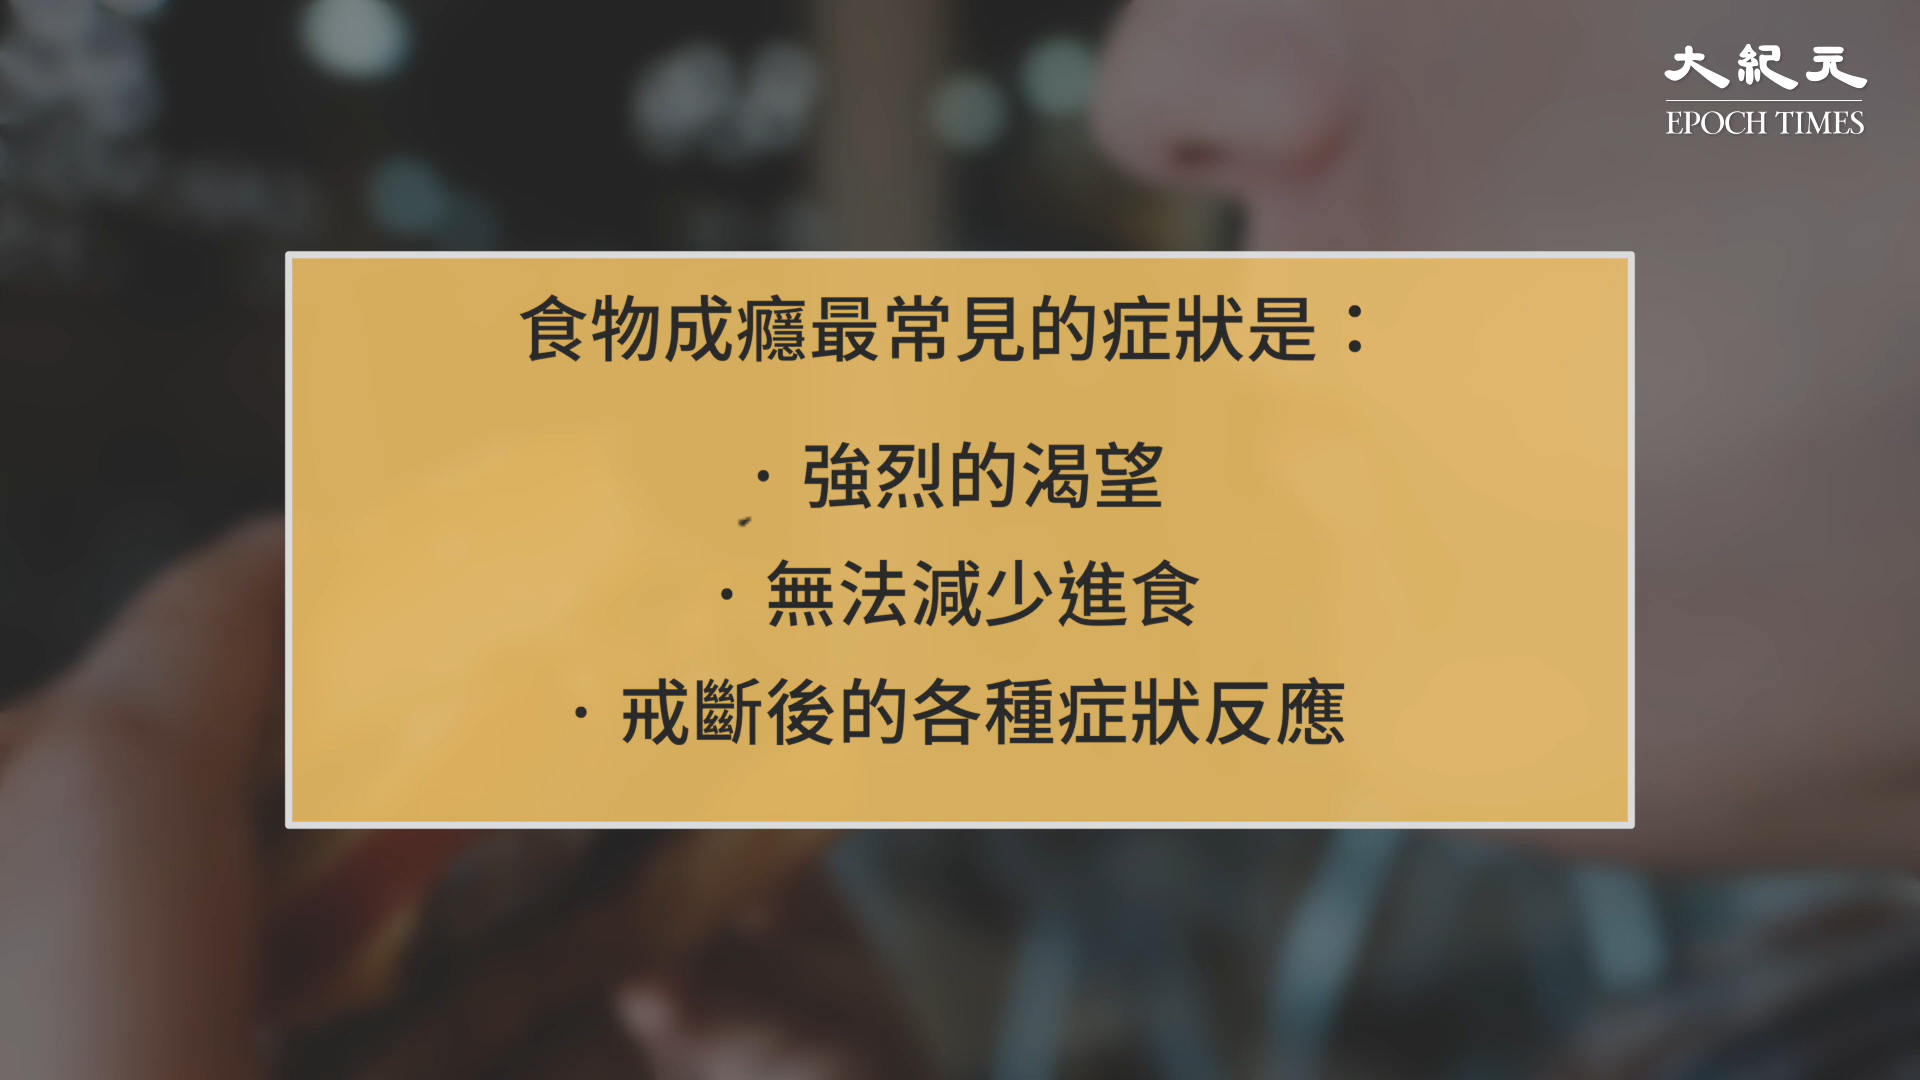 大紀元
EPOCH TIMES
食物成癮最常見的症狀是：
· 強烈的渴望
· 無法減少進食
· 戒斷後的各種症狀反應